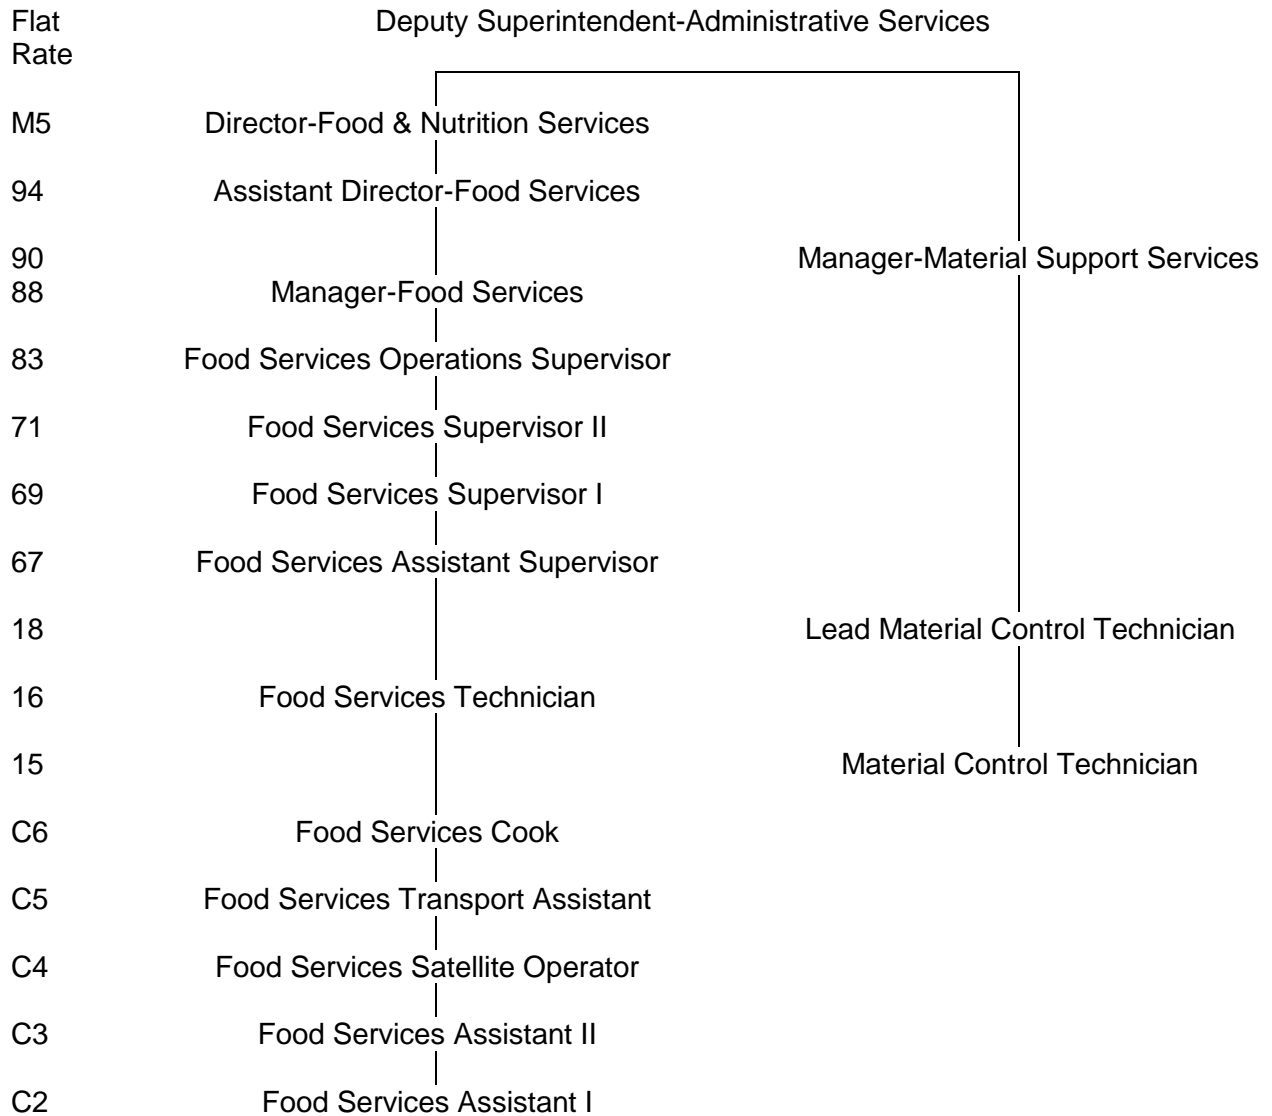 Flat Deputy Superintendent-Administrative Services
Rate
M5 Director-Food & Nutrition Services
94 Assistant Director-Food Services
90 Manager-Material Support Services
88 Manager-Food Services
83 Food Services Operations Supervisor
71 Food Services Supervisor II
69 Food Services Supervisor I
67 Food Services Assistant Supervisor
18 Lead Material Control Technician
16 Food Services Technician
15 Material Control Technician
C6 Food Services Cook
C5 Food Services Transport Assistant
C4 Food Services Satellite Operator
C3 Food Services Assistant II
C2 Food Services Assistant I